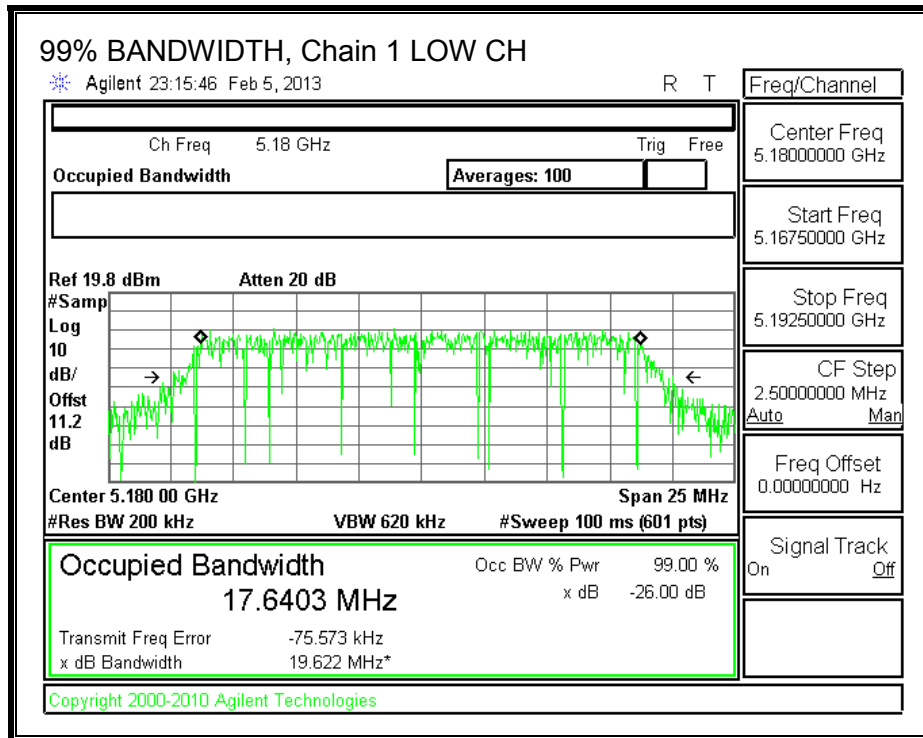 99% BANDWIDTH, Chain 1 LOW CH
Agilent 23:15:46 Feb 5, 2013 R T
Freq/Channel
Ch Freq 5.18 GHz Trig Free
Occupied Bandwidth Averages: 100
Center Freq
5.18000000 GHz
Start Freq
5.16750000 GHz
Stop Freq
5.19250000 GHz
CF Step
2.50000000 MHz
Auto Man
Freq Offset
0.00000000 Hz
Signal Track
On Off
Ref 19.8 dBm Atten 20 dB
#Samp
Log
10
dB/
Offst
11.2
dB
Center 5.180 00 GHz Span 25 MHz
#Res BW 200 kHz VBW 620 kHz #Sweep 100 ms (601 pts)
Occupied Bandwidth Occ BW % Pwr 99.00 %
17.6403 MHz x dB -26.00 dB
Transmit Freq Error -75.573 kHz
x dB Bandwidth 19.622 MHz*
Copyright 2000-2010 Agilent Technologies